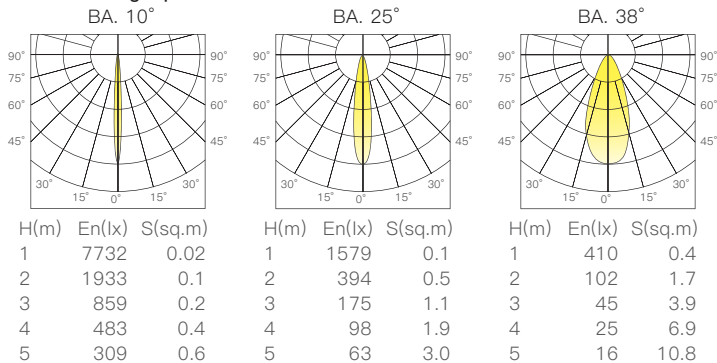 BA. 10° BA. 25° BA. 38°
90° 90° 90° 90° 90° 90°
75° 75° 75° 75° 75° 75°
60° 60° 60° 60° 60° 60°
45° 45° 45° 45° 45° 45°
30° 30° 30° 30° 30° 30°
15° 0° 15° 15° 0° 15° 15° 0° 15°
H(m) En(lx) S(sq.m) H(m) En(lx) S(sq.m) H(m) En(lx) S(sq.m)
1 7732 0.02 1 1579 0.1 1 410 0.4
2 1933 0.1 2 394 0.5 2 102 1.7
3 859 0.2 3 175 1.1 3 45 3.9
4 483 0.4 4 98 1.9 4 25 6.9
5 309 0.6 5 63 3.0 5 16 10.8